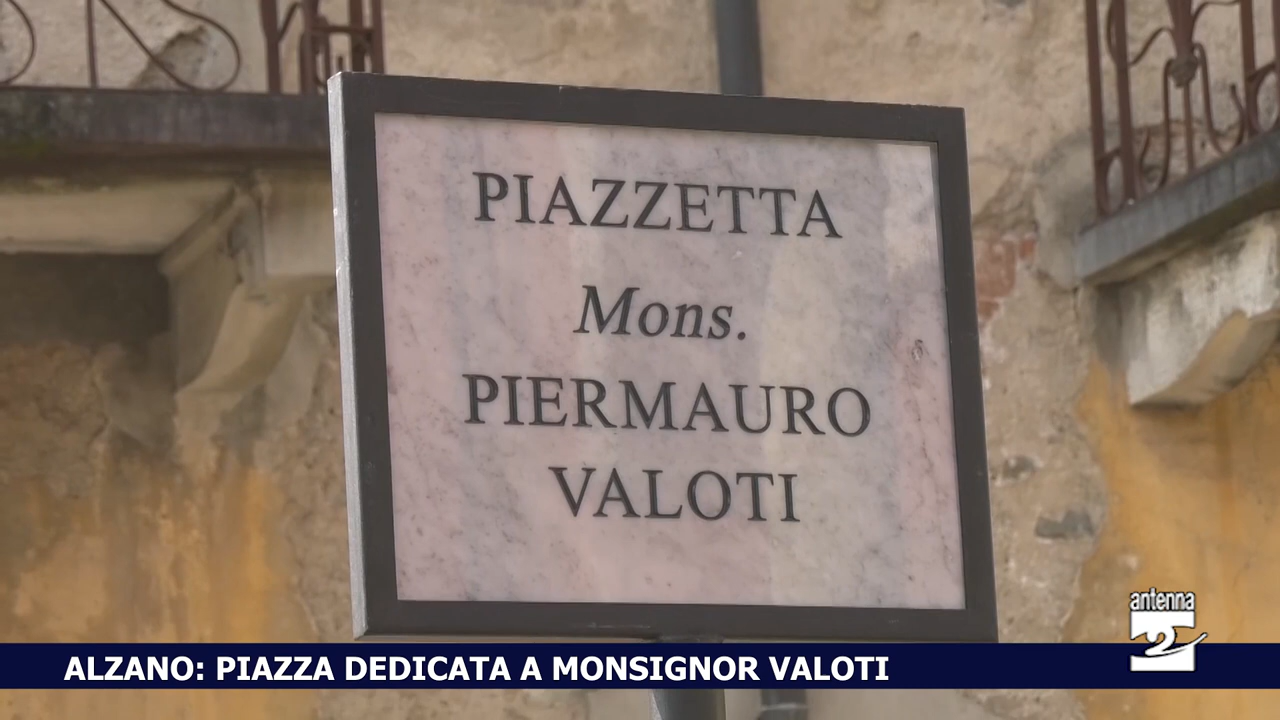 PIAZZETTA
Mons.
PIERMAURO
VALOTI
antenna
2
ALZANO: PIAZZA DEDICATA A MONSIGNOR VALOTI